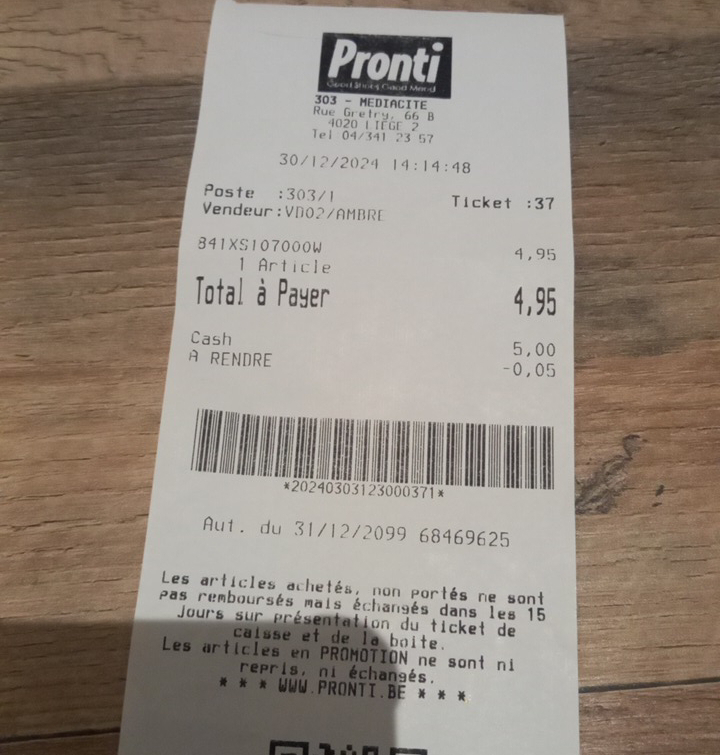 Pronti
Good Shoes Good Mood
303 - MEDIACITE
Rue Gretry, 66 B
4020 LIEGE 2
Tel 04/341 23 57
30/12/2024 14:14:48
Poste :303/1 Ticket :37
Vendeur:VD02/AMBRE
841XS107000W 4,95
1 Article
Total à Payer 4,95
Cash 5,00
A RENDRE -0,05
*20240303123000371*
Aut. du 31/12/2099 68469625
Les articles achetés, non portés ne sont
pas remboursés mais échangés dans les 15
Jours sur présentation du ticket de
caisse et de la boite.
Les articles en PROMOTION ne sont ni
repris, ni échangés.
* * * WWW.PRONTI.BE * * *